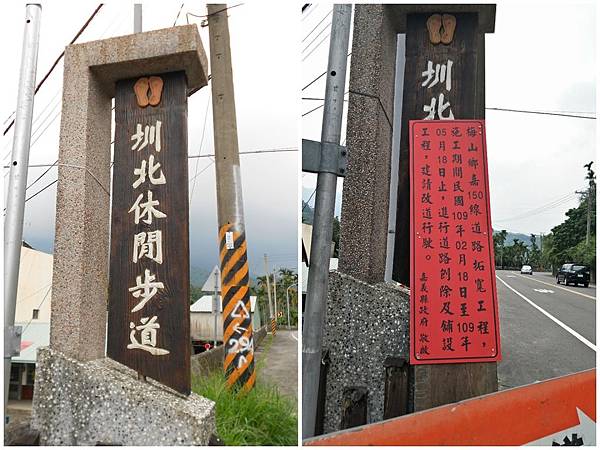 圳北休閒步道
29
圳北
梅山鄉嘉150線道路拓寬工程，
施工期間民國109年02月18日至109年
05月18日止，進行道路刨除及鋪設
工程，建請改道行駛。
嘉義縣政府 敬啟